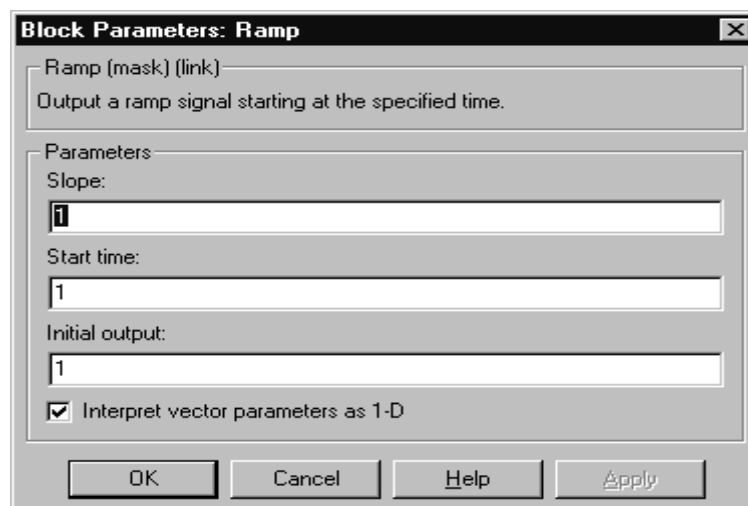 Block Parameters: Ramp
Ramp (mask) (link)
Output a ramp signal starting at the specified time.
Parameters
Slope:
1
Start time:
1
Initial output:
1
Interpret vector parameters as 1-D
OK Cancel Help Apply